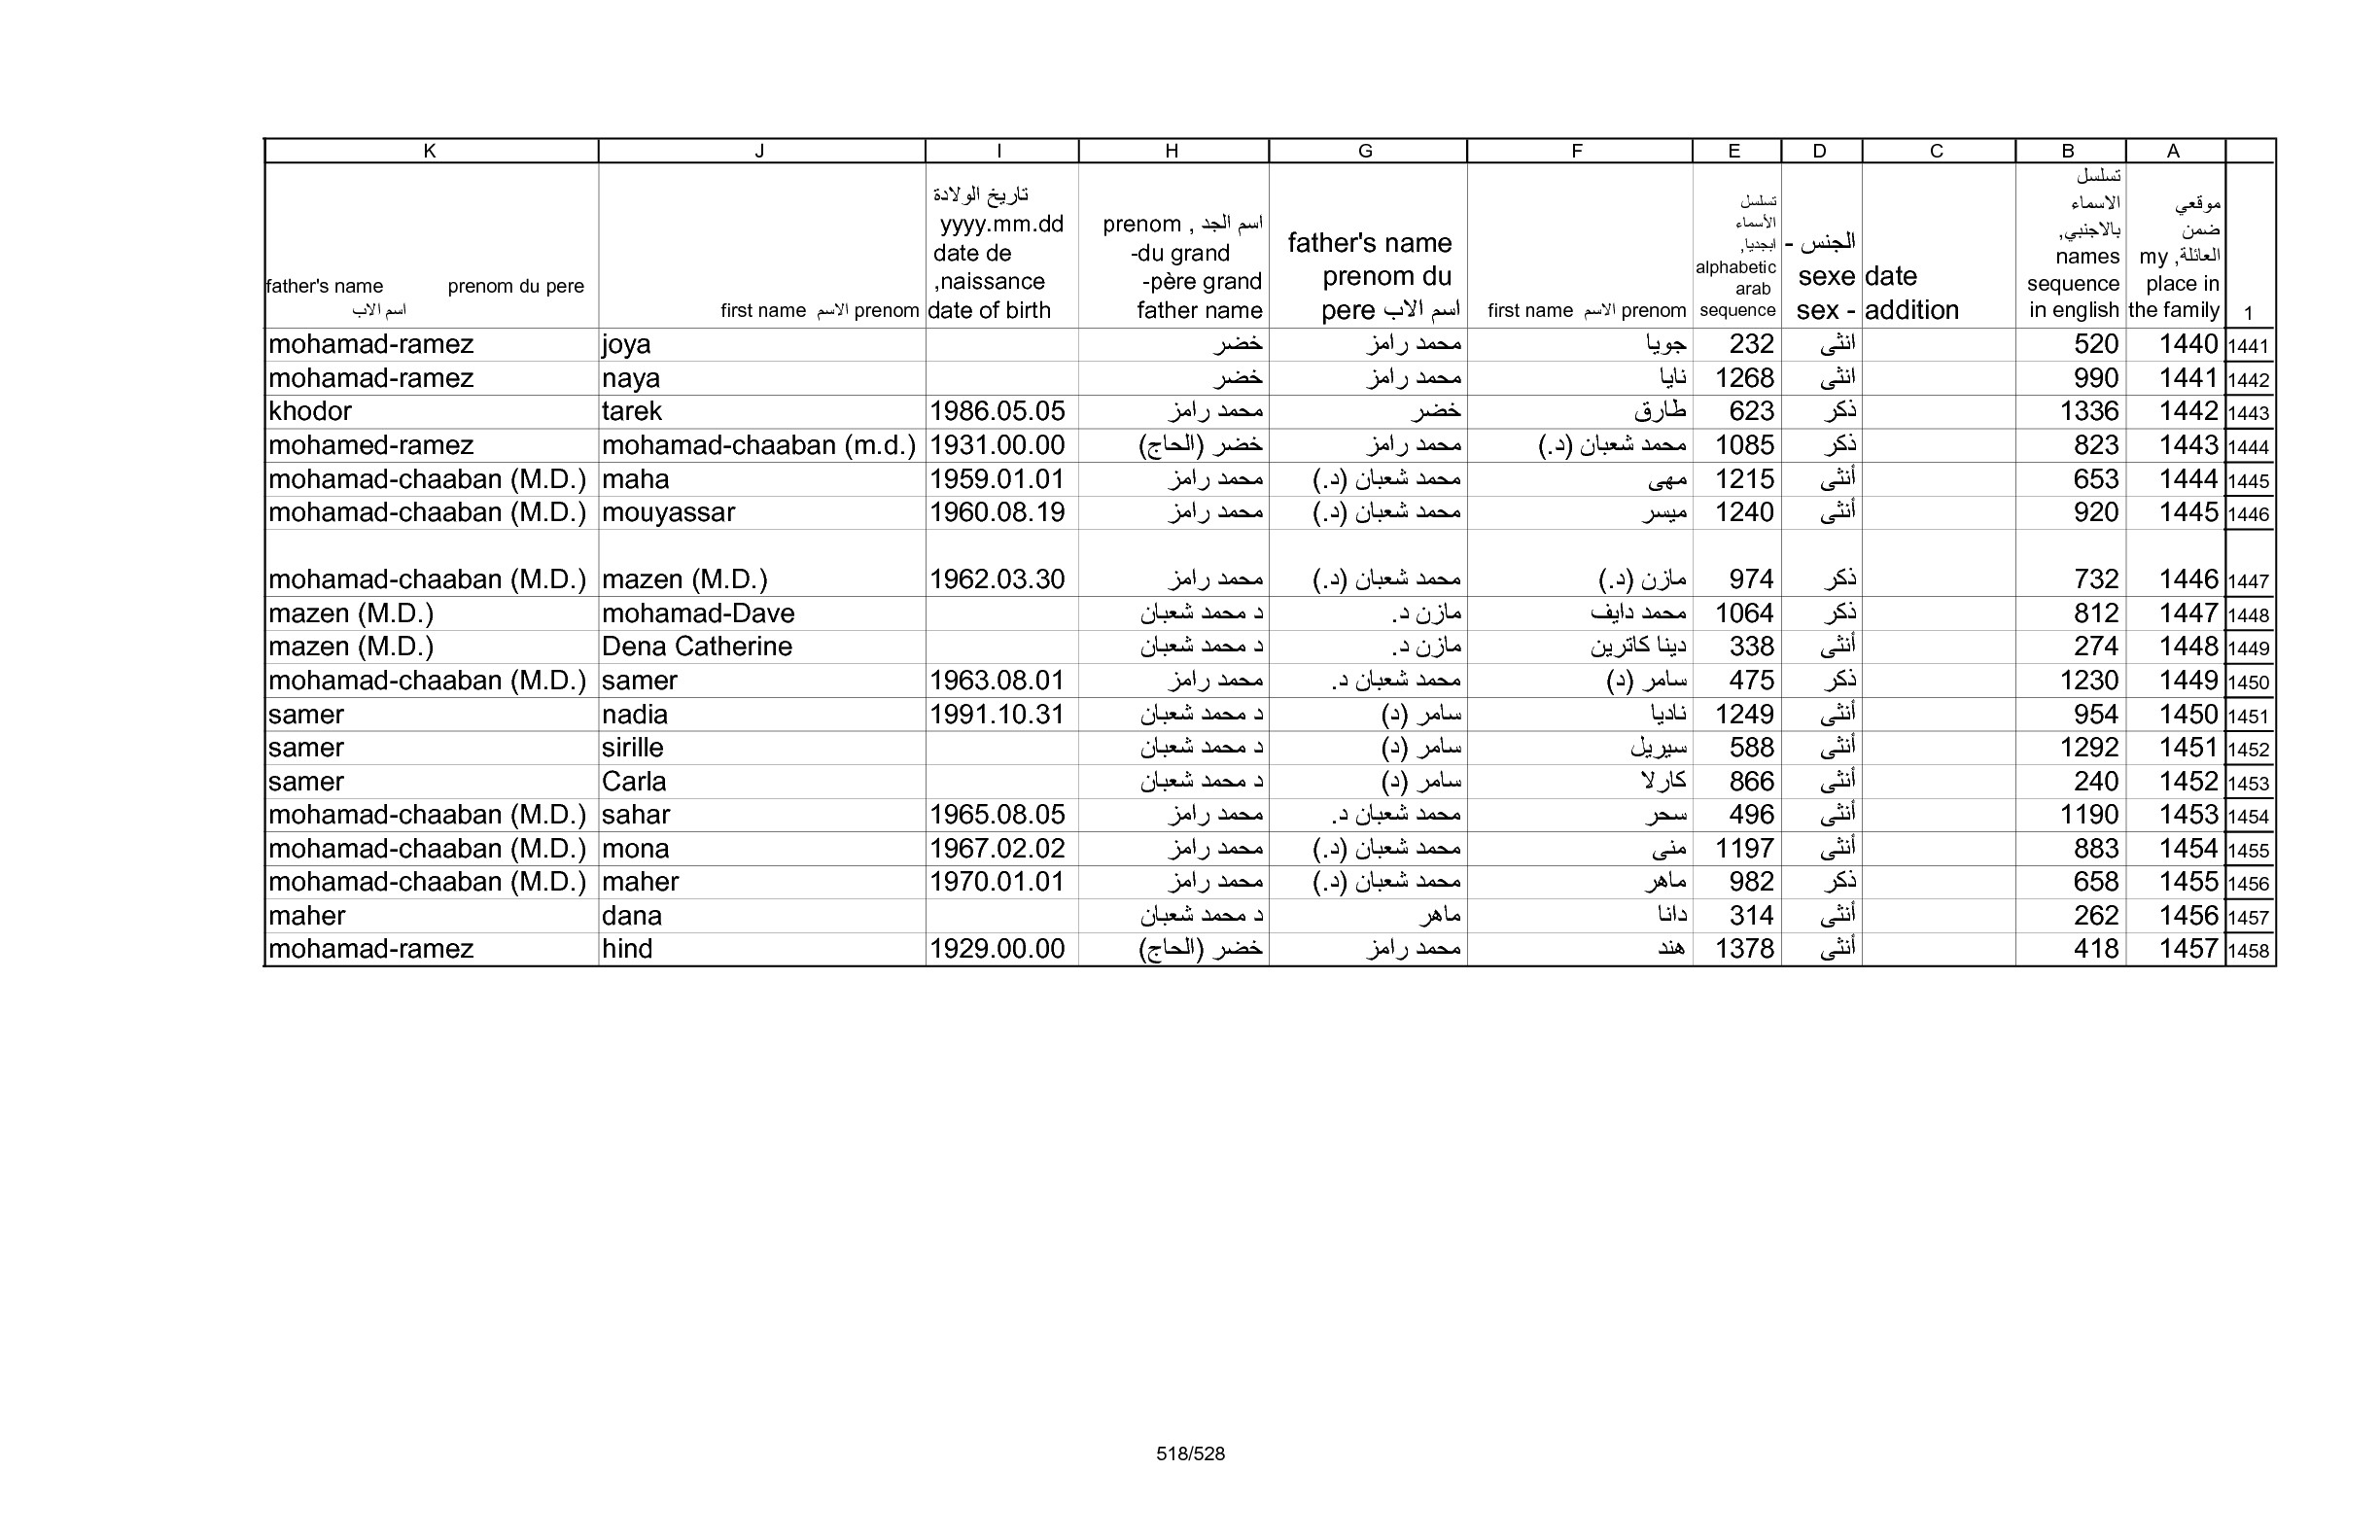 K J I H G F E D C B A
father's name prenom du pere اسم الاب
first name الاسم prenom
تاريخ الولادة yyyy.mm.dd date de naissance, date of birth
اسم الجد , prenom du grand-père grand-father name
father's name prenom du pere اسم الاب
first name الاسم prenom
تسلسل الأسماء ابجديا, alphabetic arab sequence
الجنس - sexe sex -
date addition
تسلسل الاسماء بالاجنبي, names sequence in english
موقعي ضمن العائلة, my place in the family
1
mohamad-ramez joya خضر محمد رامز جويا 232 انثى 520 1440 1441
mohamad-ramez naya خضر محمد رامز نايا 1268 انثى 990 1441 1442
khodor tarek 1986.05.05 محمد رامز خضر طارق 623 ذكر 1336 1442 1443
mohamed-ramez mohamad-chaaban (m.d.) 1931.00.00 خضر (الحاج) محمد رامز محمد شعبان (د.) 1085 ذكر 823 1443 1444
mohamad-chaaban (M.D.) maha 1959.01.01 محمد رامز محمد شعبان (د.) مهى 1215 أنثى 653 1444 1445
mohamad-chaaban (M.D.) mouyassar 1960.08.19 محمد رامز محمد شعبان (د.) ميسر 1240 أنثى 920 1445 1446
mohamad-chaaban (M.D.) mazen (M.D.) 1962.03.30 محمد رامز محمد شعبان (د.) مازن (د.) 974 ذكر 732 1446 1447
mazen (M.D.) mohamad-Dave د محمد شعبان مازن د. محمد دايف 1064 ذكر 812 1447 1448
mazen (M.D.) Dena Catherine د محمد شعبان مازن د. دينا كاترين 338 أنثى 274 1448 1449
mohamad-chaaban (M.D.) samer 1963.08.01 محمد رامز محمد شعبان د. سامر (د) 475 ذكر 1230 1449 1450
samer nadia 1991.10.31 د محمد شعبان سامر (د) ناديا 1249 أنثى 954 1450 1451
samer sirille د محمد شعبان سامر (د) سيريل 588 أنثى 1292 1451 1452
samer Carla د محمد شعبان سامر (د) كارلا 866 أنثى 240 1452 1453
mohamad-chaaban (M.D.) sahar 1965.08.05 محمد رامز محمد شعبان د. سحر 496 أنثى 1190 1453 1454
mohamad-chaaban (M.D.) mona 1967.02.02 محمد رامز محمد شعبان (د.) منى 1197 أنثى 883 1454 1455
mohamad-chaaban (M.D.) maher 1970.01.01 محمد رامز محمد شعبان (د.) ماهر 982 ذكر 658 1455 1456
maher dana د محمد شعبان ماهر دانا 314 أنثى 262 1456 1457
mohamad-ramez hind 1929.00.00 خضر (الحاج) محمد رامز هند 1378 أنثى 418 1457 1458
518/528